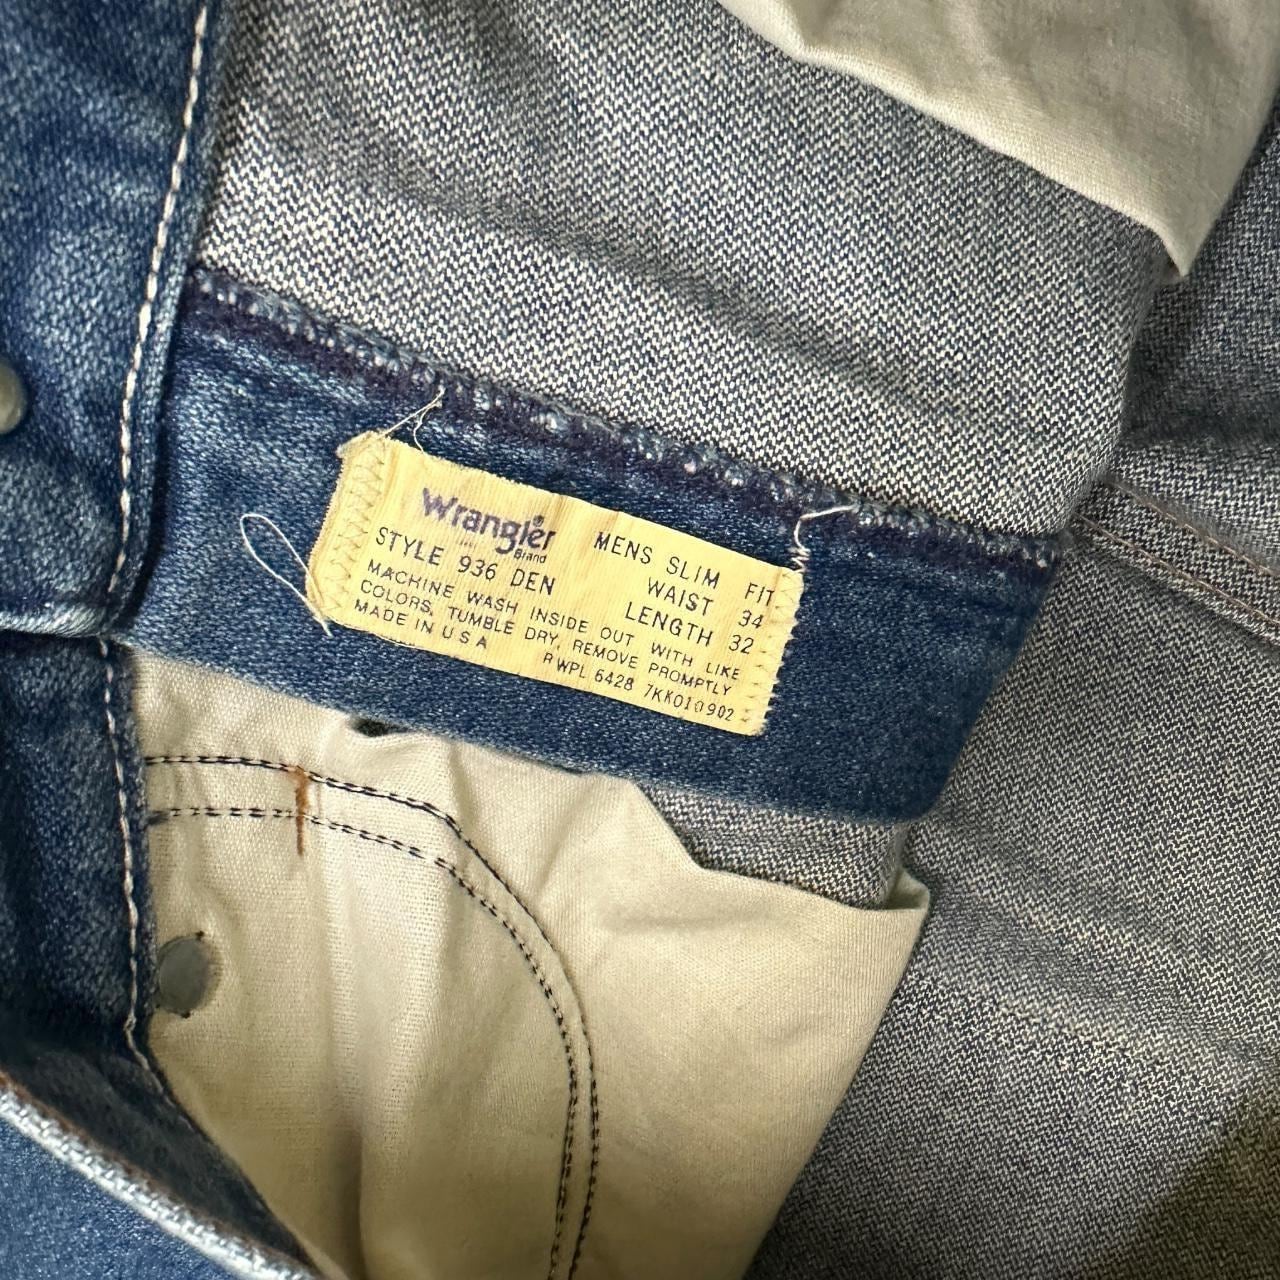 Wrangler®
Brand
MENS SLIM FIT
STYLE 936 DEN
WAIST 34
LENGTH 32
MACHINE WASH INSIDE OUT WITH LIKE
COLORS, TUMBLE DRY, REMOVE PROMPTLY
MADE IN U S A
RWPL 6428 7KK010902